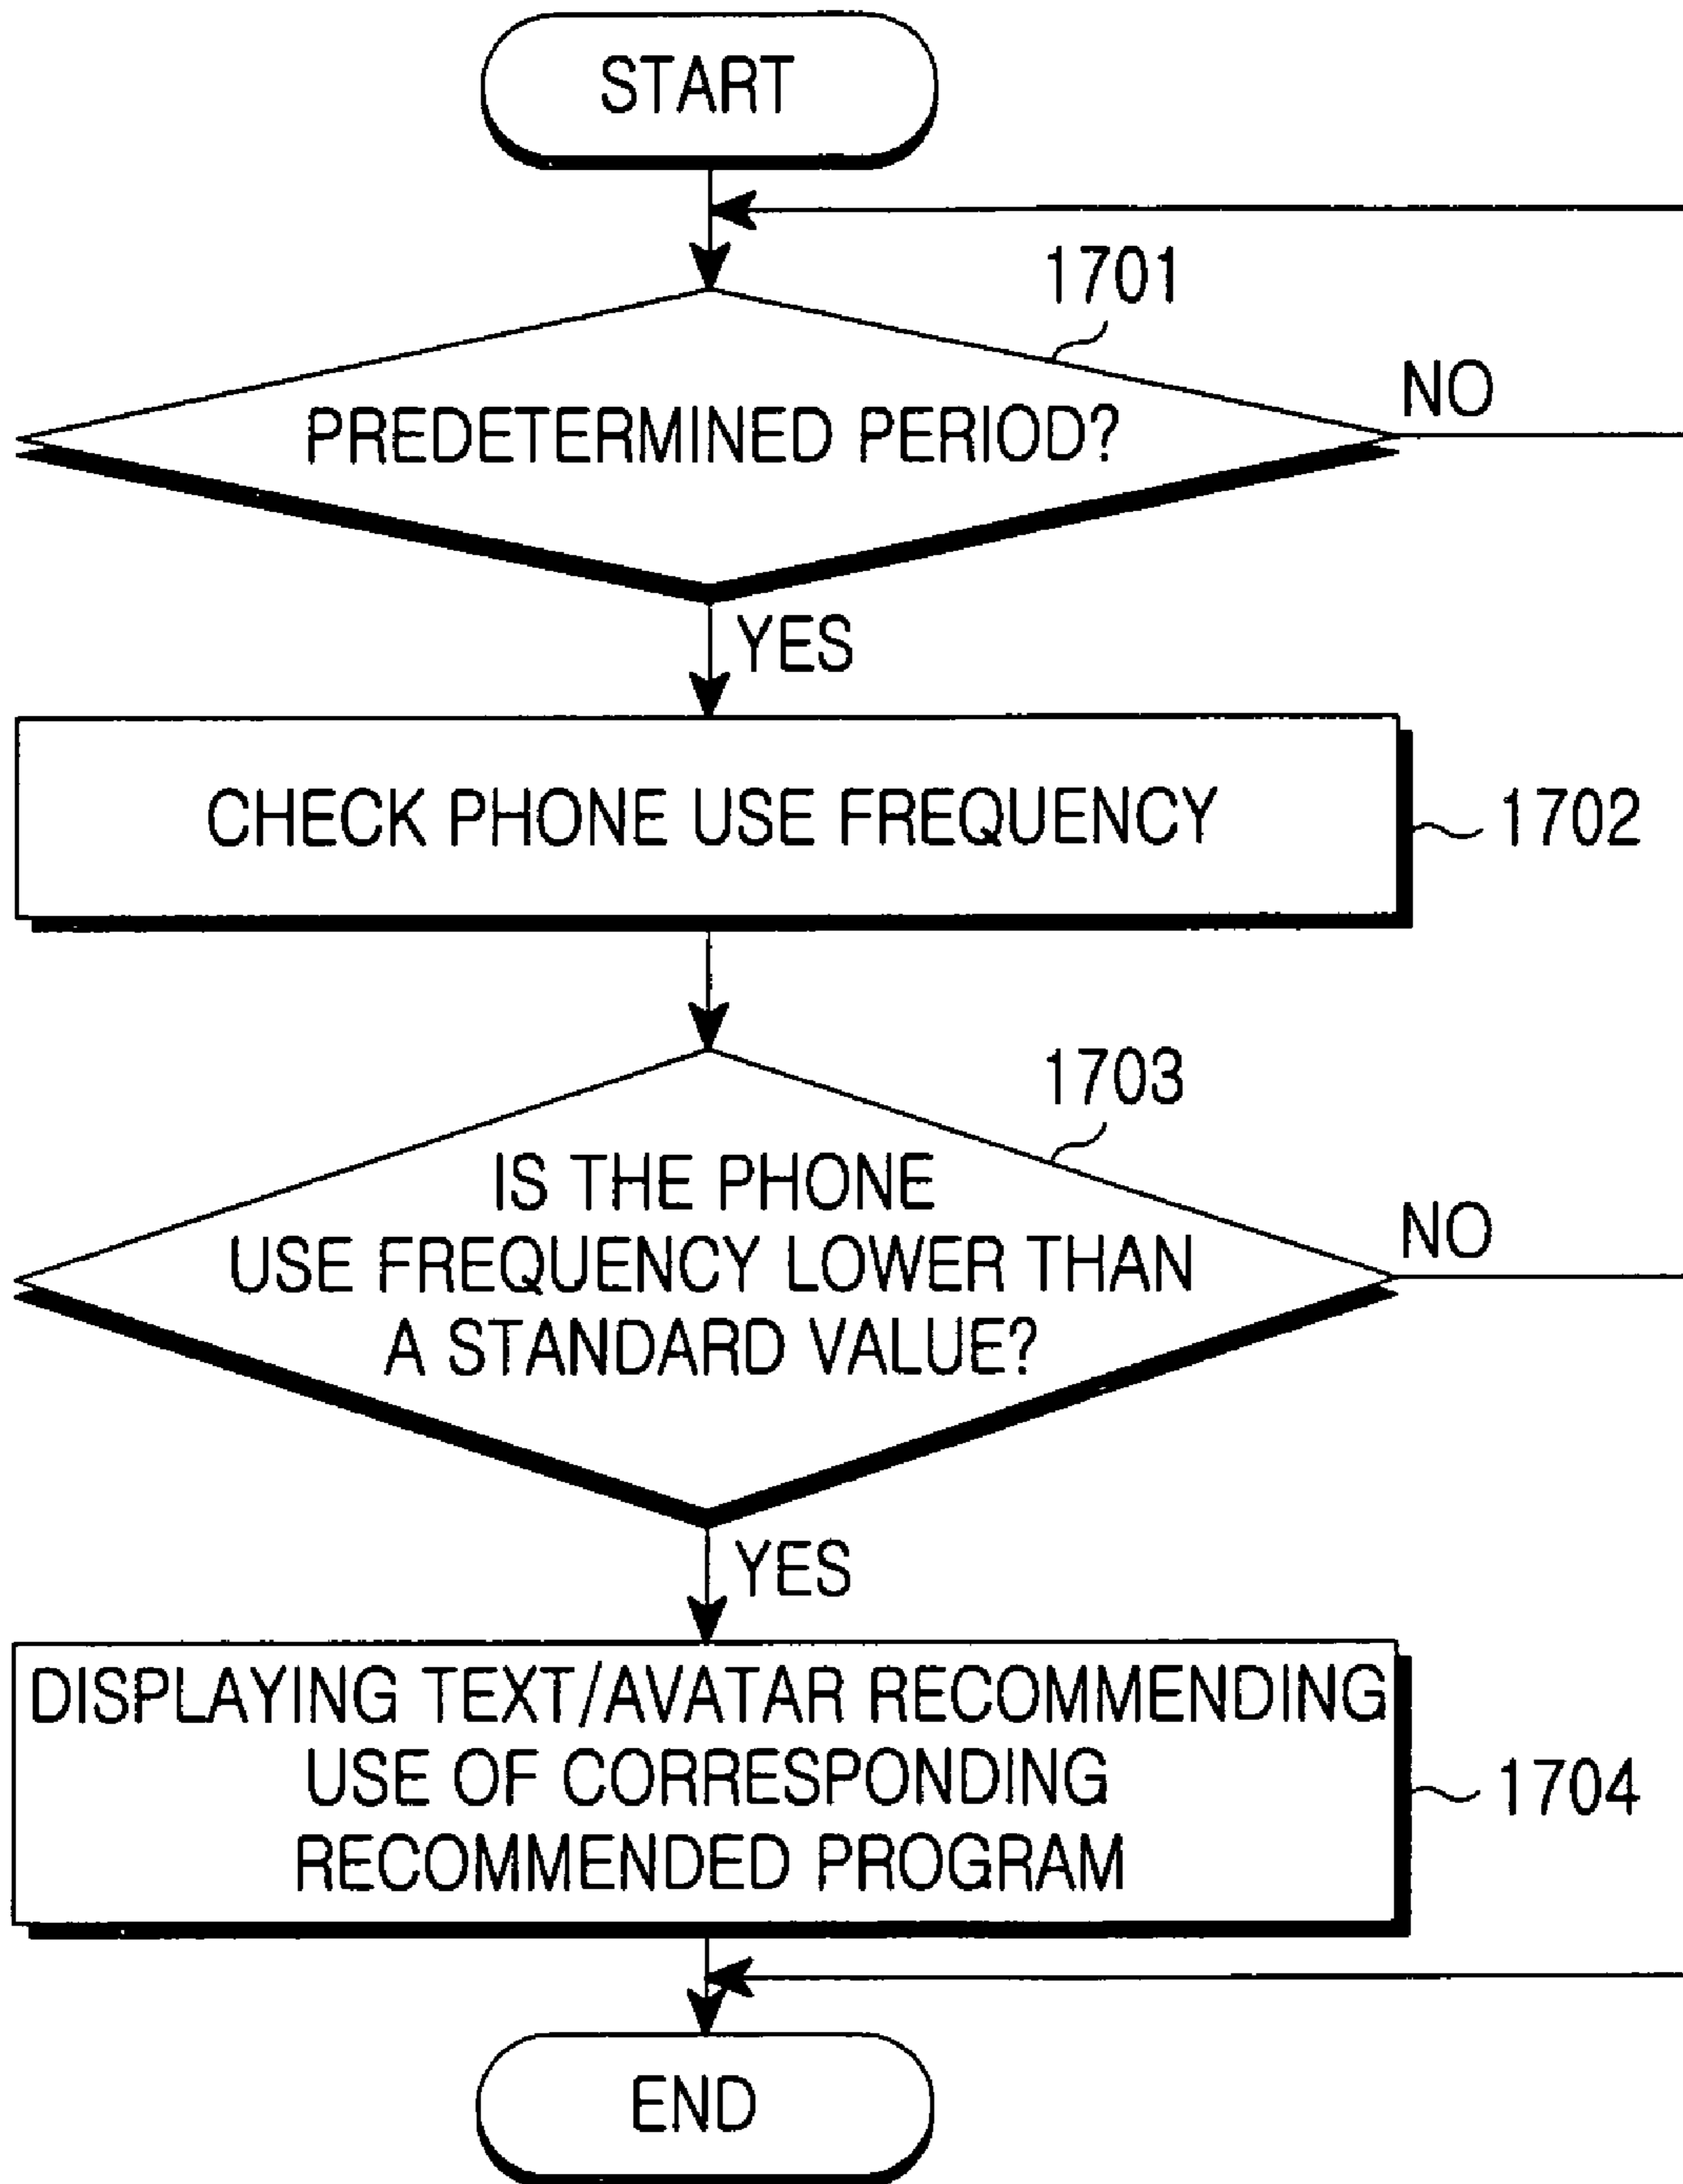 START
1701
PREDETERMINED PERIOD?
NO
YES
CHECK PHONE USE FREQUENCY
1702
1703
IS THE PHONE
USE FREQUENCY LOWER THAN
A STANDARD VALUE?
NO
YES
DISPLAYING TEXT/AVATAR RECOMMENDING
USE OF CORRESPONDING
RECOMMENDED PROGRAM
1704
END